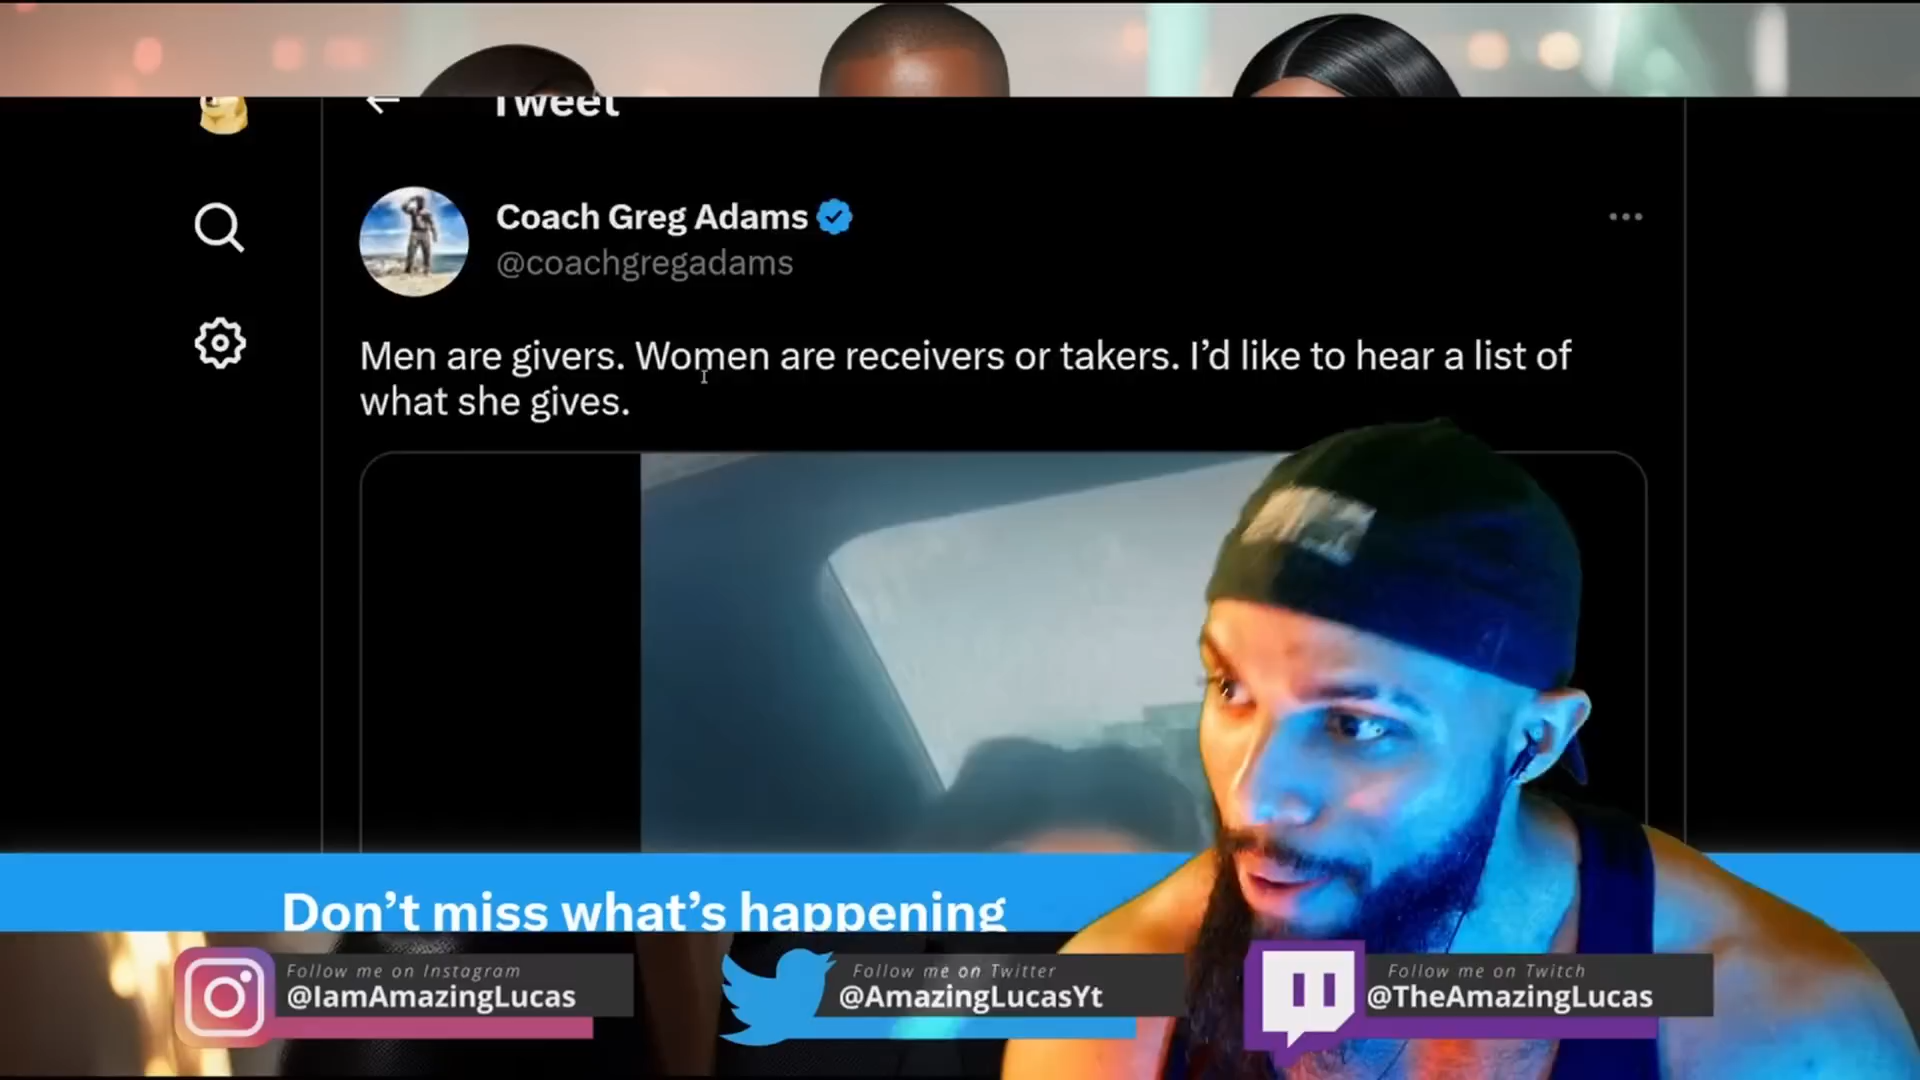 Tweet
Coach Greg Adams
@coachgregadams
Men are givers. Women are receivers or takers. I’d like to hear a list of
what she gives.
Don’t miss what’s happening
Follow me on Instagram
@IamAmazingLucas
Follow me on Twitter
@AmazingLucasYt
Follow me on Twitch
@TheAmazingLucas